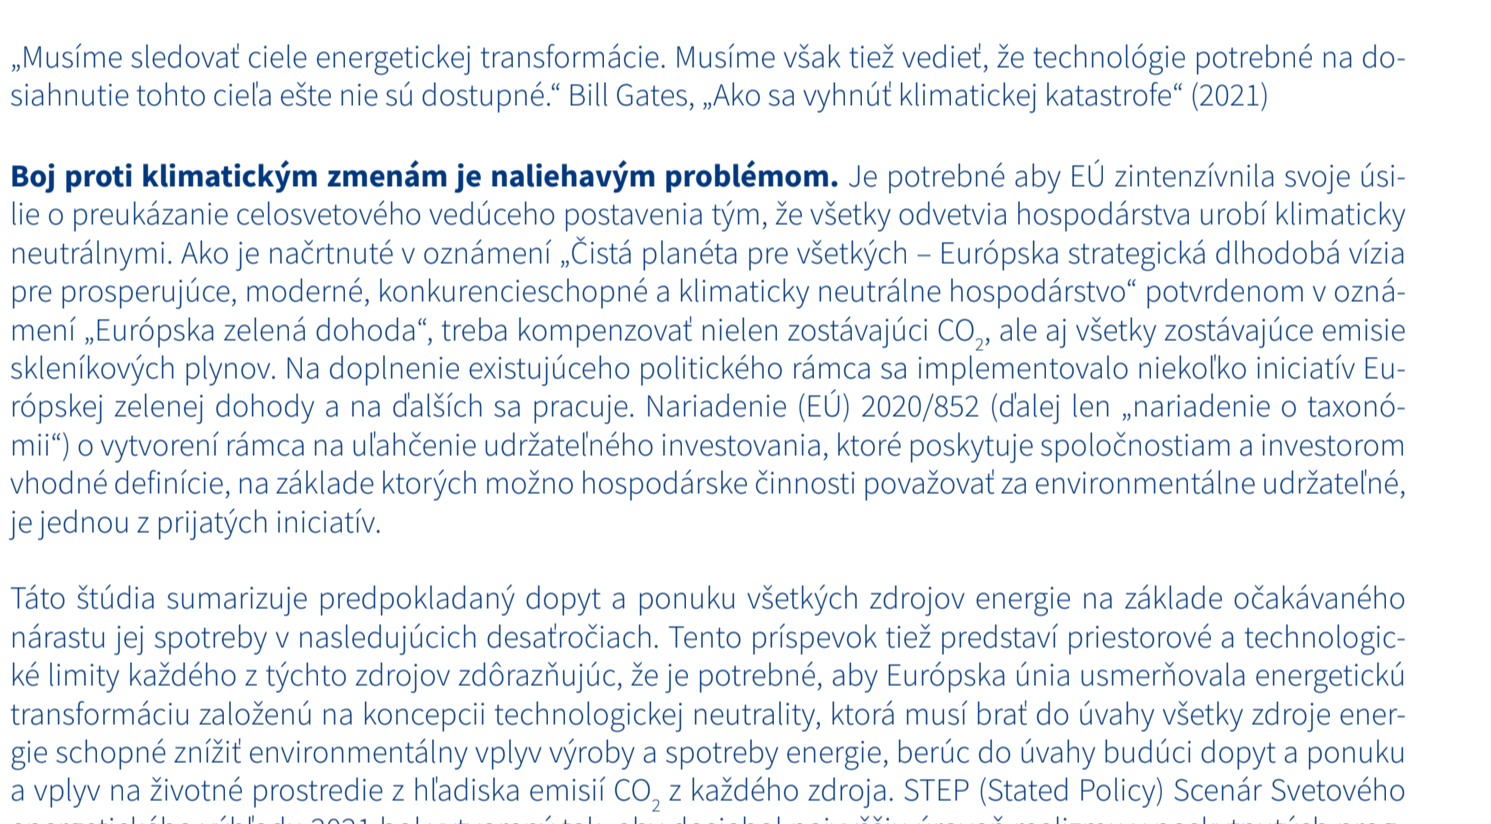 „Musíme sledovať ciele energetickej transformácie. Musíme však tiež vedieť, že technológie potrebné na do-
siahnutie tohto cieľa ešte nie sú dostupné.“ Bill Gates, „Ako sa vyhnúť klimatickej katastrofe“ (2021)
Boj proti klimatickým zmenám je naliehavým problémom. Je potrebné aby EÚ zintenzívnila svoje úsi-
lie o preukázanie celosvetového vedúceho postavenia tým, že všetky odvetvia hospodárstva urobí klimaticky
neutrálnymi. Ako je načrtnuté v oznámení „Čistá planéta pre všetkých – Európska strategická dlhodobá vízia
pre prosperujúce, moderné, konkurencieschopné a klimaticky neutrálne hospodárstvo“ potvrdenom v ozná-
mení „Európska zelená dohoda“, treba kompenzovať nielen zostávajúci CO₂, ale aj všetky zostávajúce emisie
skleníkových plynov. Na doplnenie existujúceho politického rámca sa implementovalo niekoľko iniciatív Eu-
rópskej zelenej dohody a na ďalších sa pracuje. Nariadenie (EÚ) 2020/852 (ďalej len „nariadenie o taxonó-
mii“) o vytvorení rámca na uľahčenie udržateľného investovania, ktoré poskytuje spoločnostiam a investorom
vhodné definície, na základe ktorých možno hospodárske činnosti považovať za environmentálne udržateľné,
je jednou z prijatých iniciatív.
Táto štúdia sumarizuje predpokladaný dopyt a ponuku všetkých zdrojov energie na základe očakávaného
nárastu jej spotreby v nasledujúcich desaťročiach. Tento príspevok tiež predstaví priestorové a technologic-
ké limity každého z týchto zdrojov zdôrazňujúc, že je potrebné, aby Európska únia usmerňovala energetickú
transformáciu založenú na koncepcii technologickej neutrality, ktorá musí brať do úvahy všetky zdroje ener-
gie schopné znížiť environmentálny vplyv výroby a spotreby energie, berúc do úvahy budúci dopyt a ponuku
a vplyv na životné prostredie z hľadiska emisií CO₂ z každého zdroja. STEP (Stated Policy) Scenár Svetového